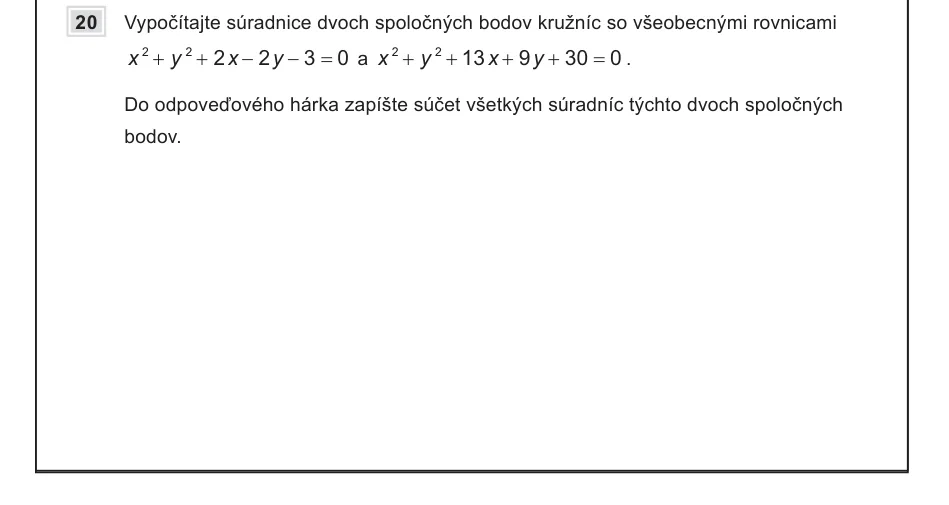 20 Vypočítajte súradnice dvoch spoločných bodov kružníc so všeobecnými rovnicami
x² + y² + 2x − 2y − 3 = 0 a x² + y² + 13x + 9y + 30 = 0.
Do odpoveďového hárka zapíšte súčet všetkých súradníc týchto dvoch spoločných
bodov.